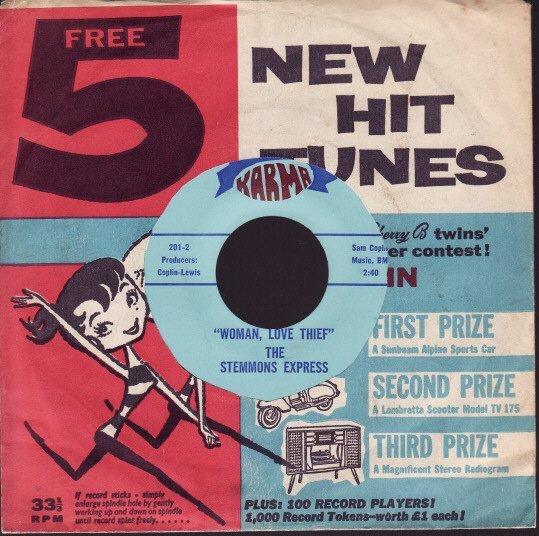 FREE
5
NEW
HIT
TUNES
KARMA
201-2
Producers:
Coplin-Lewis
Sam
Music,
2:40
"WOMAN, LOVE THIEF"
THE
STEMMONS EXPRESS
B twins'
contest!
IN
FIRST PRIZE
A Sunbeam Alpine Sports Car
SECOND PRIZE
A Lambretta Scooter Model TV 175
THIRD PRIZE
A Magnificent Stereo Radiogram
33⅓
RPM
If record sticks - simply
enlarge spindle hole by gently
working up and down on spindle
until record spins freely......
PLUS: 100 RECORD PLAYERS!
1,000 Record Tokens-worth £1 each!